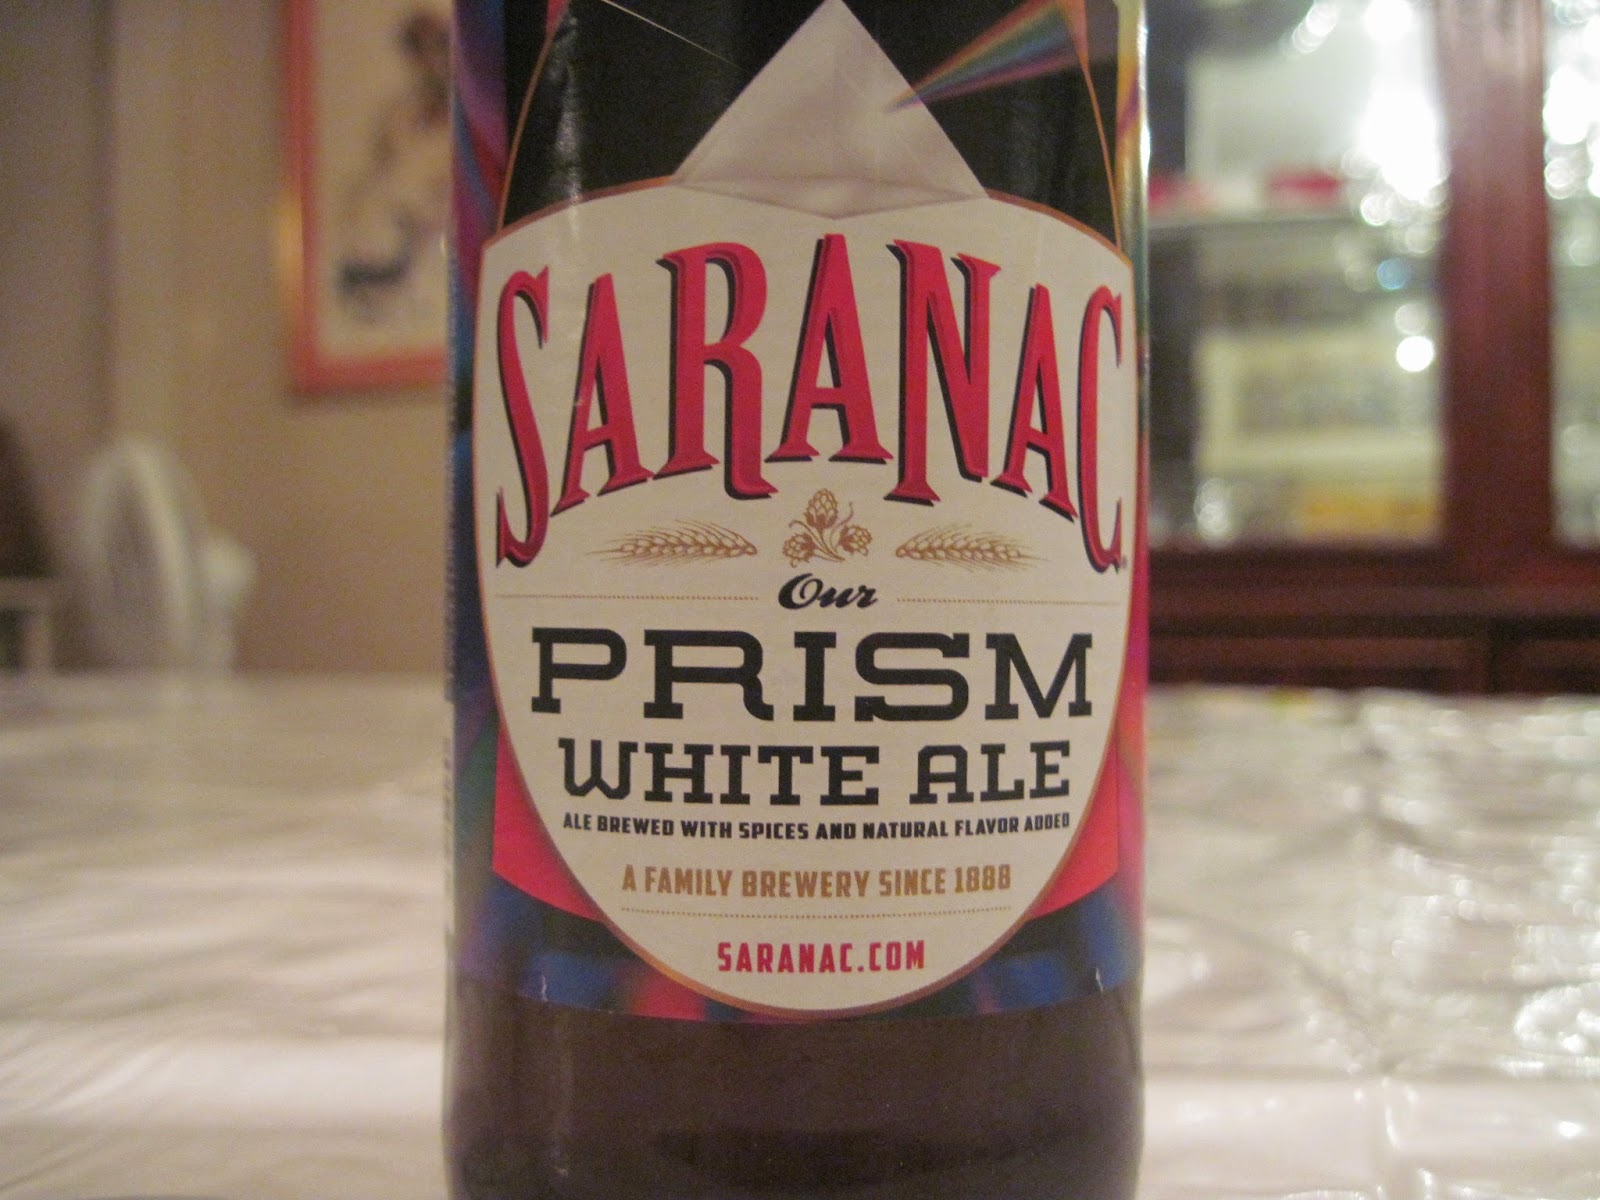 SARANAC
Our
PRISM
WHITE ALE
ALE BREWED WITH SPICES AND NATURAL FLAVOR ADDED
A FAMILY BREWERY SINCE 1888
SARANAC.COM